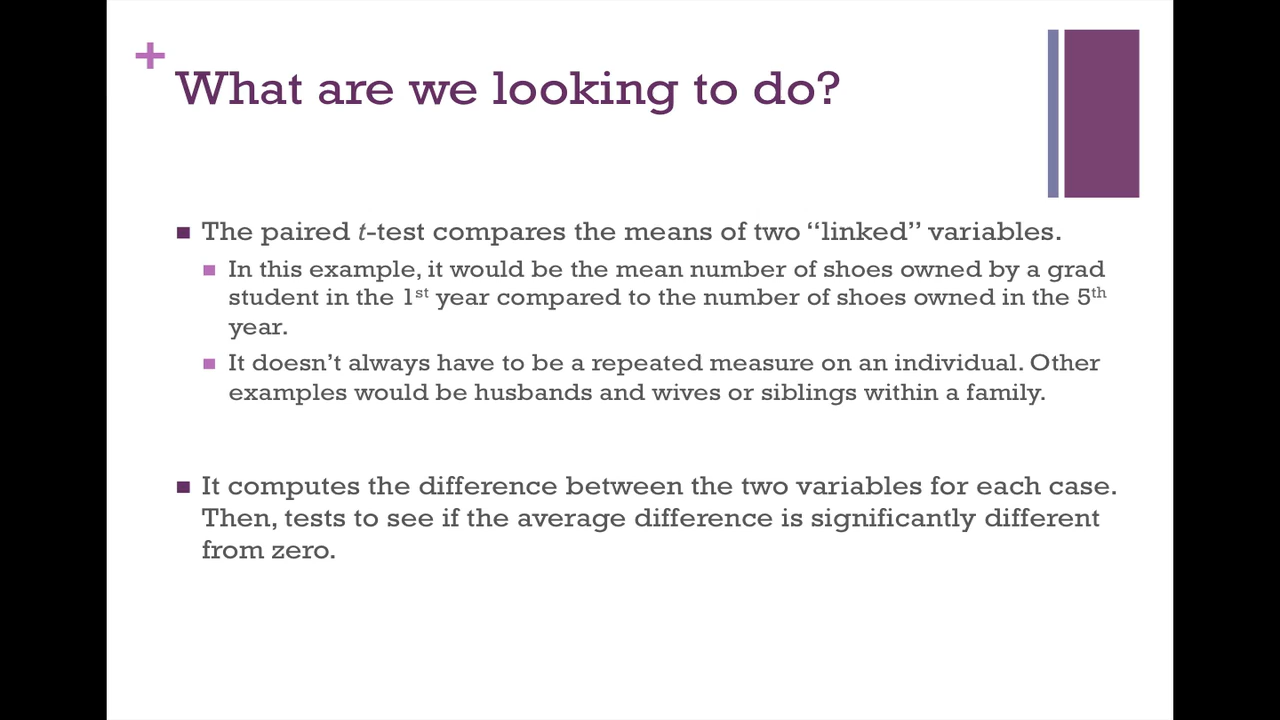 +
What are we looking to do?
■ The paired t-test compares the means of two “linked” variables.
■ In this example, it would be the mean number of shoes owned by a grad
student in the 1st year compared to the number of shoes owned in the 5th
year.
■ It doesn’t always have to be a repeated measure on an individual. Other
examples would be husbands and wives or siblings within a family.
■ It computes the difference between the two variables for each case.
Then, tests to see if the average difference is significantly different
from zero.